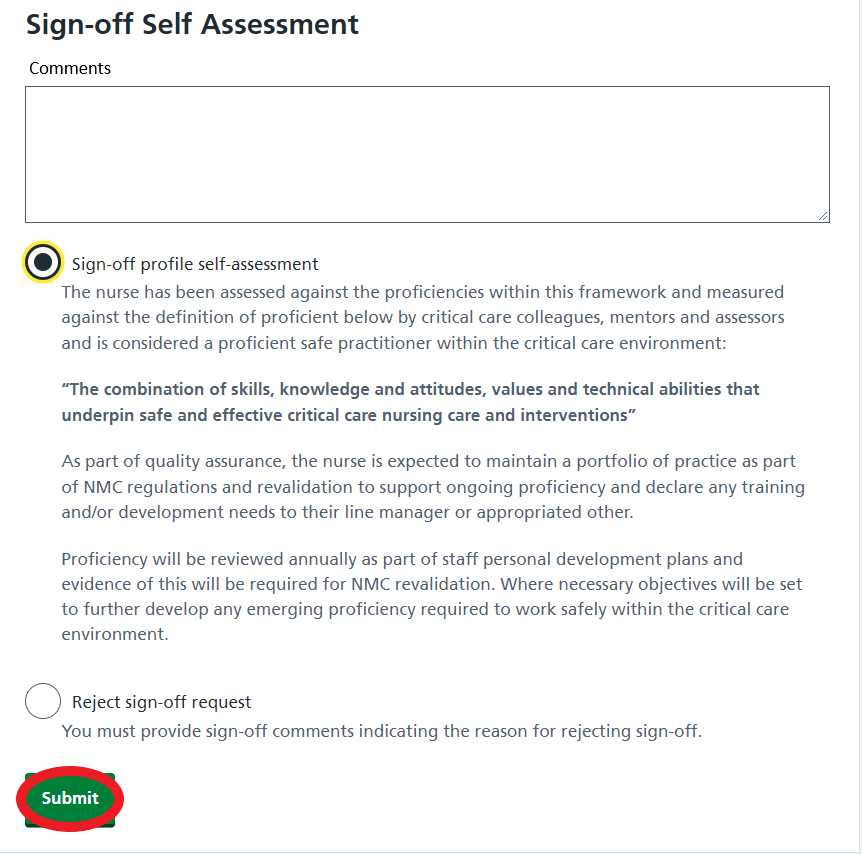 Sign-off Self Assessment
Comments
Sign-off profile self-assessment
The nurse has been assessed against the proficiencies within this framework and measured
against the definition of proficient below by critical care colleagues, mentors and assessors
and is considered a proficient safe practitioner within the critical care environment:
“The combination of skills, knowledge and attitudes, values and technical abilities that
underpin safe and effective critical care nursing care and interventions”
As part of quality assurance, the nurse is expected to maintain a portfolio of practice as part
of NMC regulations and revalidation to support ongoing proficiency and declare any training
and/or development needs to their line manager or appropriated other.
Proficiency will be reviewed annually as part of staff personal development plans and
evidence of this will be required for NMC revalidation. Where necessary objectives will be set
to further develop any emerging proficiency required to work safely within the critical care
environment.
Reject sign-off request
You must provide sign-off comments indicating the reason for rejecting sign-off.
Submit